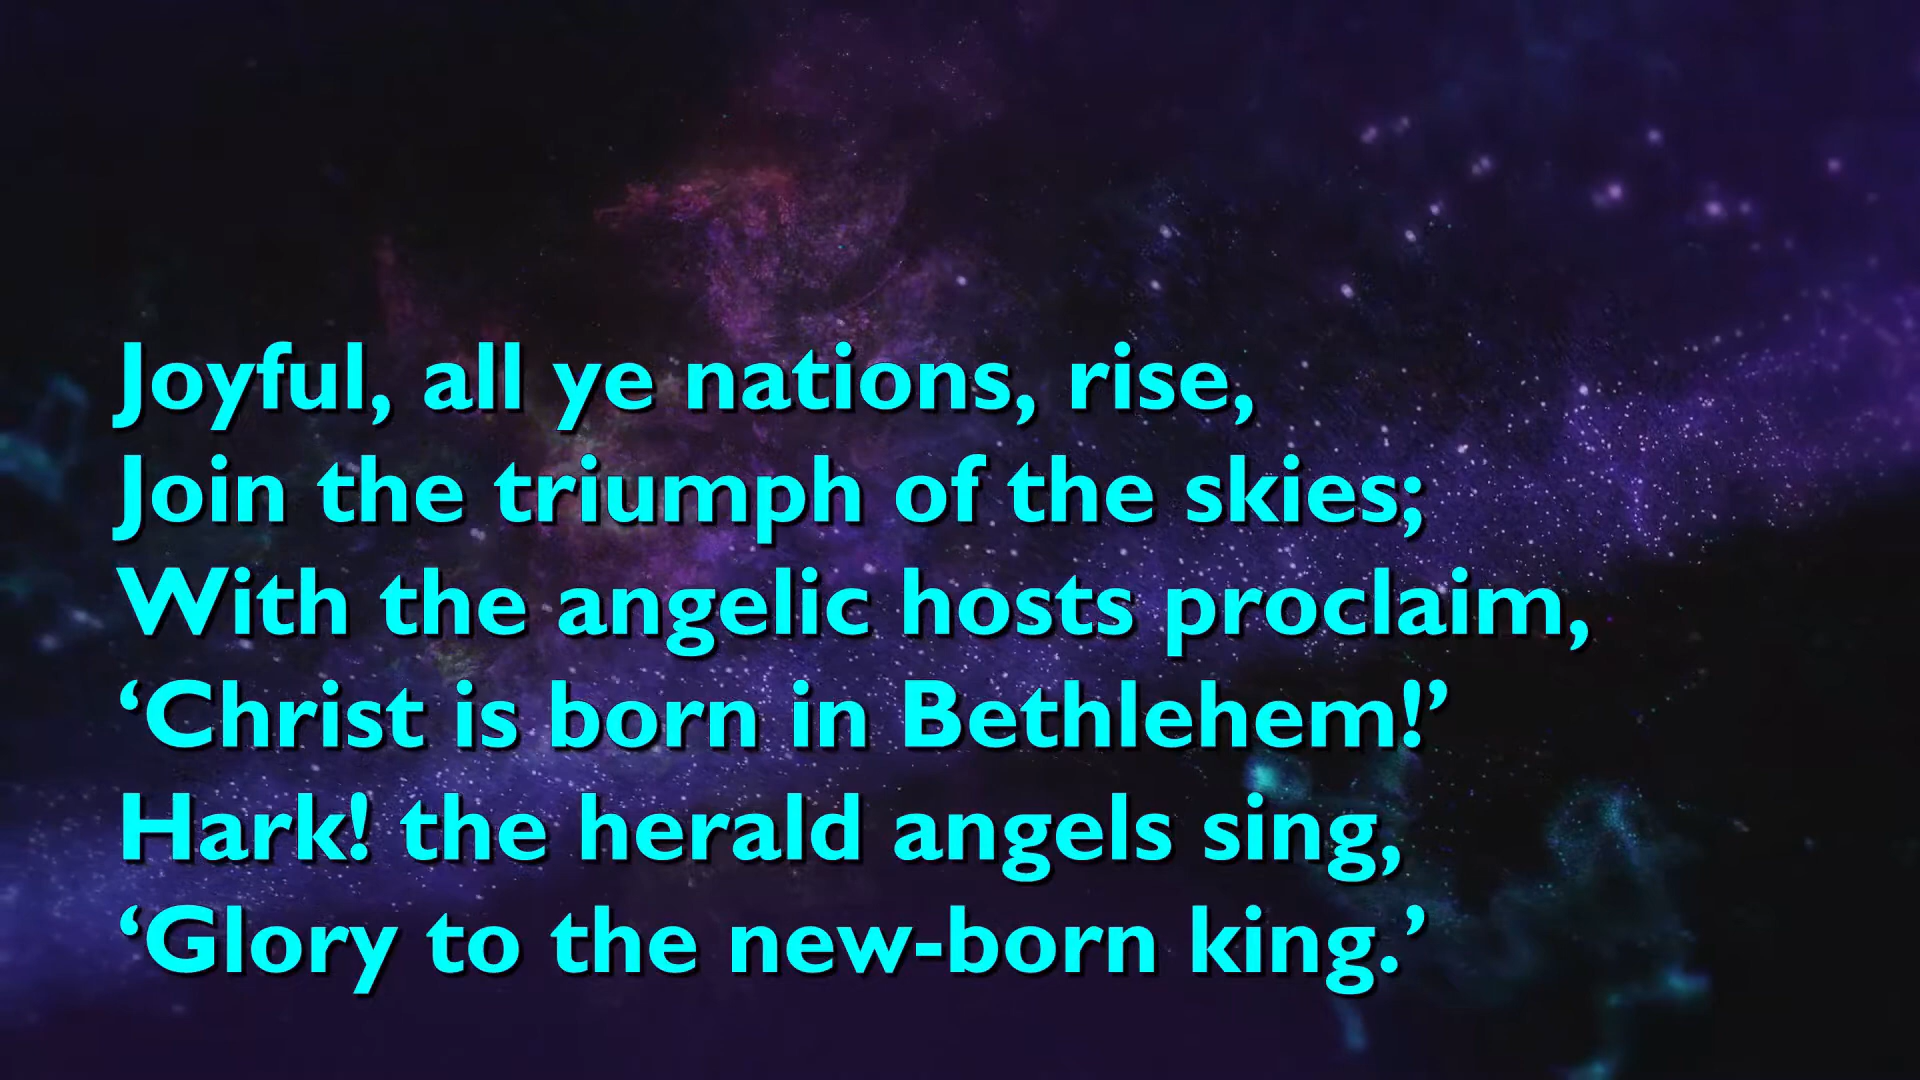 Joyful, all ye nations, rise,
Join the triumph of the skies;
With the angelic hosts proclaim,
‘Christ is born in Bethlehem!’
Hark! the herald angels sing,
‘Glory to the new-born king.’